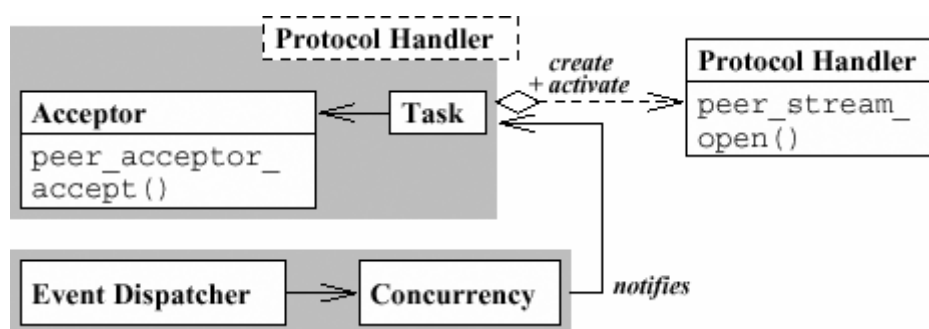 Protocol Handler
create
+ activate
Protocol Handler
peer_stream_
open()
Acceptor
peer_acceptor_
accept()
Task
Event Dispatcher
Concurrency
notifies